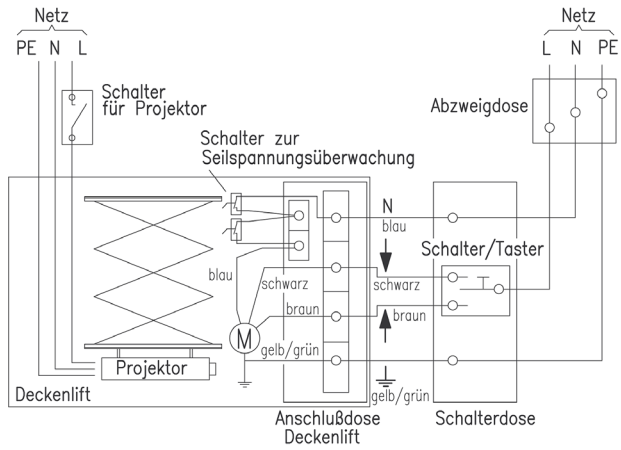 Netz
PE N L
Netz
L N PE
Schalter
für Projektor
Abzweigdose
Schalter zur
Seilspannungsüberwachung
N
blau
Schalter/Taster
blau
schwarz
schwarz
braun
braun
M
gelb/grün
Projektor
gelb/grün
Deckenlift
Anschlußdose
Deckenlift
Schalterdose